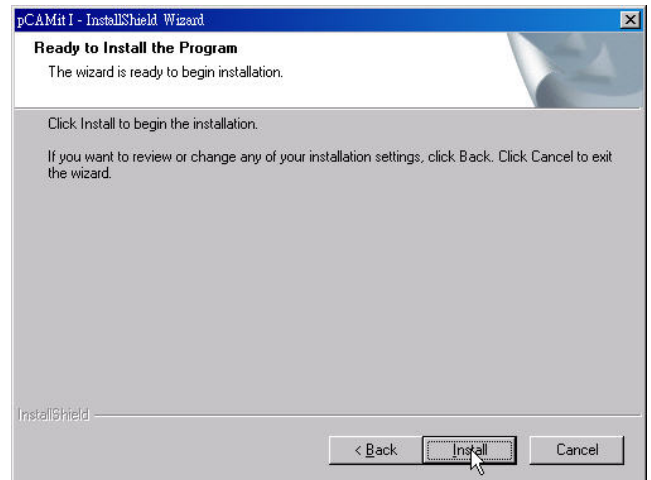 pCAMit I - InstallShield Wizard
Ready to Install the Program
The wizard is ready to begin installation.
Click Install to begin the installation.
If you want to review or change any of your installation settings, click Back. Click Cancel to exit
the wizard.
InstallShield
< Back Install Cancel